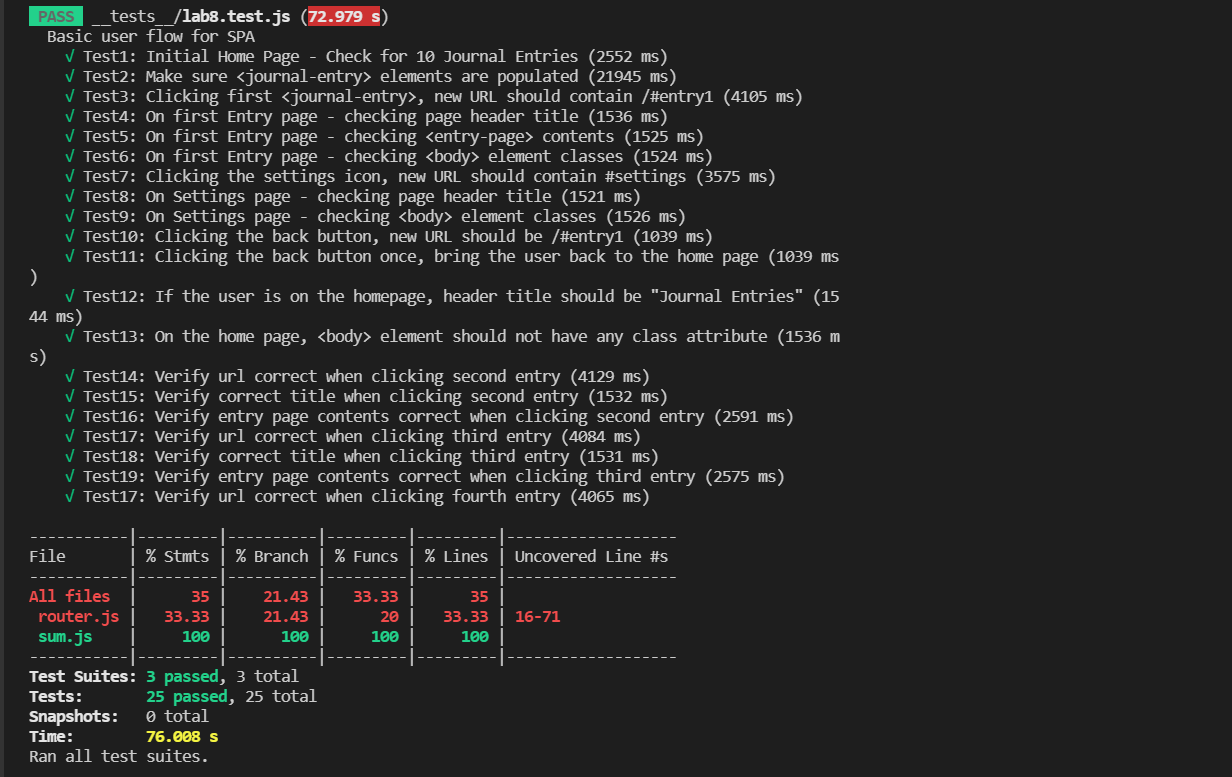 PASS __tests__/lab8.test.js (72.979 s)
Basic user flow for SPA
√ Test1: Initial Home Page - Check for 10 Journal Entries (2552 ms)
√ Test2: Make sure <journal-entry> elements are populated (21945 ms)
√ Test3: Clicking first <journal-entry>, new URL should contain /#entry1 (4105 ms)
√ Test4: On first Entry page - checking page header title (1536 ms)
√ Test5: On first Entry page - checking <entry-page> contents (1525 ms)
√ Test6: On first Entry page - checking <body> element classes (1524 ms)
√ Test7: Clicking the settings icon, new URL should contain #settings (3575 ms)
√ Test8: On Settings page - checking page header title (1521 ms)
√ Test9: On Settings page - checking <body> element classes (1526 ms)
√ Test10: Clicking the back button, new URL should be /#entry1 (1039 ms)
√ Test11: Clicking the back button once, bring the user back to the home page (1039 ms
)
√ Test12: If the user is on the homepage, header title should be "Journal Entries" (15
44 ms)
√ Test13: On the home page, <body> element should not have any class attribute (1536 m
s)
√ Test14: Verify url correct when clicking second entry (4129 ms)
√ Test15: Verify correct title when clicking second entry (1532 ms)
√ Test16: Verify entry page contents correct when clicking second entry (2591 ms)
√ Test17: Verify url correct when clicking third entry (4084 ms)
√ Test18: Verify correct title when clicking third entry (1531 ms)
√ Test19: Verify entry page contents correct when clicking third entry (2575 ms)
√ Test17: Verify url correct when clicking fourth entry (4065 ms)
-----------|---------|----------|---------|---------|-------------------
File       | % Stmts | % Branch | % Funcs | % Lines | Uncovered Line #s
-----------|---------|----------|---------|---------|-------------------
All files  |      35 |    21.43 |   33.33 |      35 |
 router.js |   33.33 |    21.43 |      20 |   33.33 | 16-71
 sum.js    |     100 |      100 |     100 |     100 |
-----------|---------|----------|---------|---------|-------------------
Test Suites: 3 passed, 3 total
Tests:       25 passed, 25 total
Snapshots:   0 total
Time:        76.008 s
Ran all test suites.